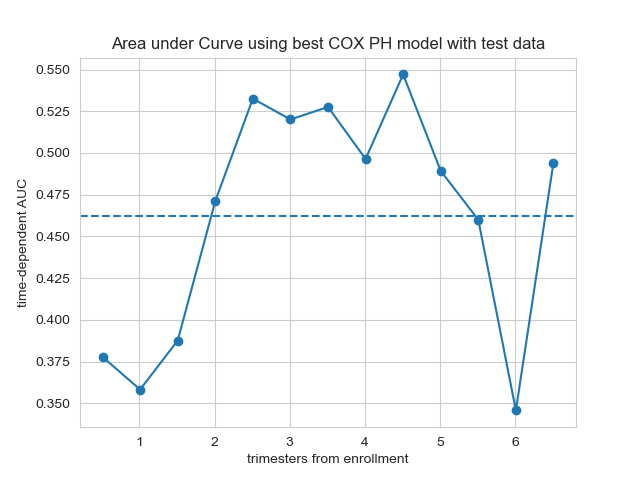 Area under Curve using best COX PH model with test data
time-dependent AUC
0.550
0.525
0.500
0.475
0.450
0.425
0.400
0.375
0.350
1 2 3 4 5 6
trimesters from enrollment